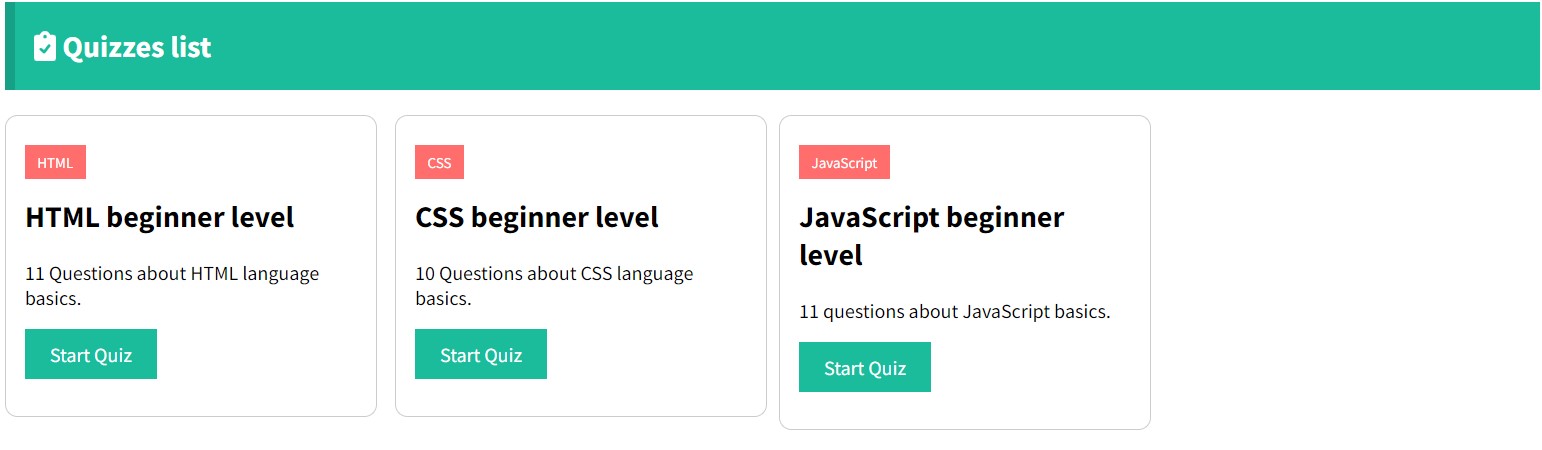 Quizzes list
HTML
HTML beginner level
11 Questions about HTML language
basics.
Start Quiz
CSS
CSS beginner level
10 Questions about CSS language
basics.
Start Quiz
JavaScript
JavaScript beginner
level
11 questions about JavaScript basics.
Start Quiz